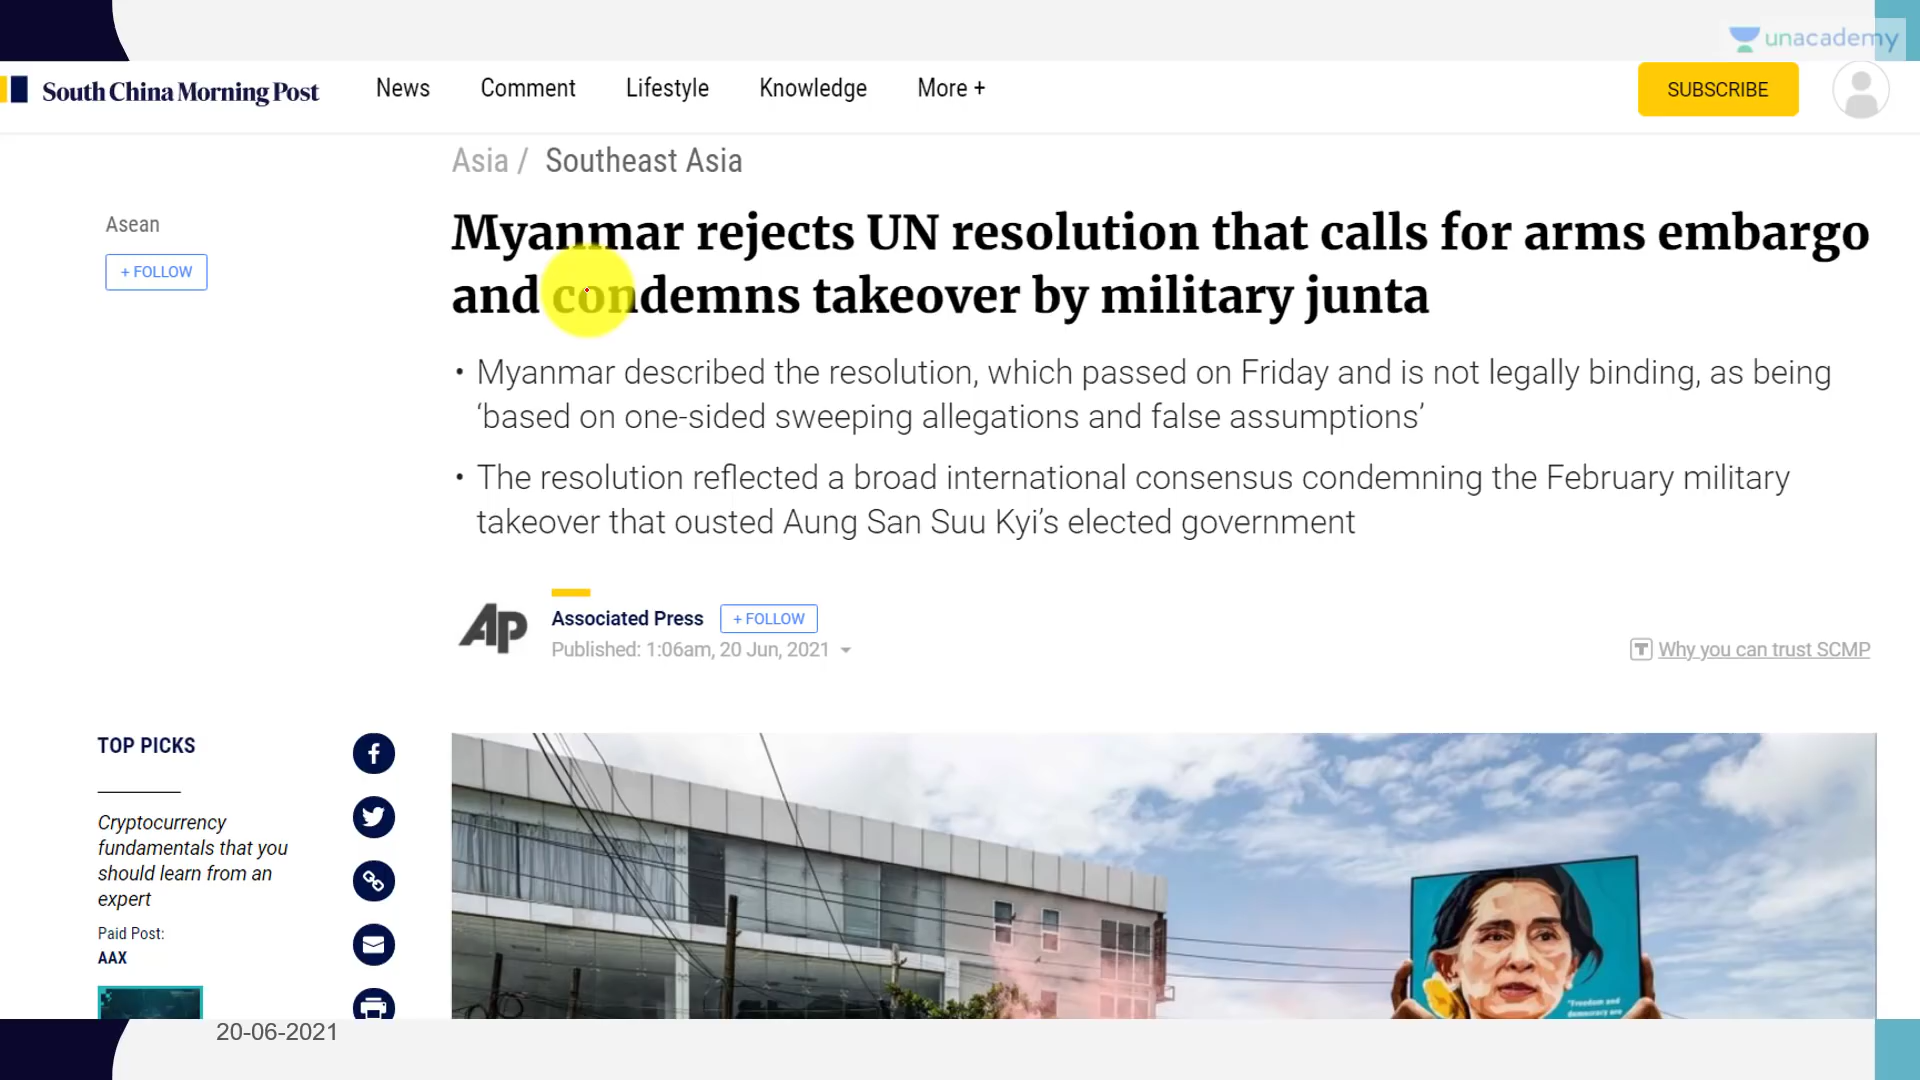 unacademy
South China Morning Post
News
Comment
Lifestyle
Knowledge
More +
SUBSCRIBE
Asia / Southeast Asia
Asean
+ FOLLOW
Myanmar rejects UN resolution that calls for arms embargo
and condemns takeover by military junta
• Myanmar described the resolution, which passed on Friday and is not legally binding, as being
‘based on one-sided sweeping allegations and false assumptions’
• The resolution reflected a broad international consensus condemning the February military
takeover that ousted Aung San Suu Kyi’s elected government
AP
Associated Press
+ FOLLOW
Published: 1:06am, 20 Jun, 2021
T Why you can trust SCMP
TOP PICKS
Cryptocurrency
fundamentals that you
should learn from an
expert
Paid Post:
AAX
"Freedom and
democracy are
20-06-2021